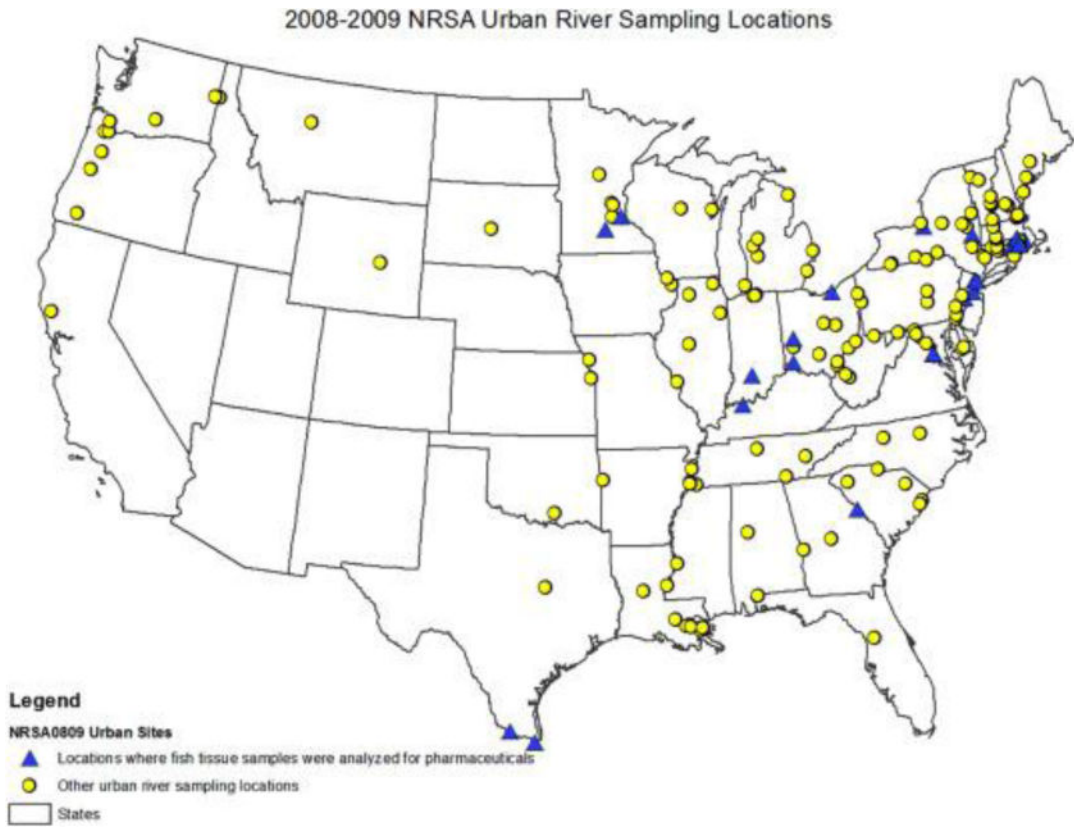 2008-2009 NRSA Urban River Sampling Locations
Legend
NRSA0809 Urban Sites
Locations where fish tissue samples were analyzed for pharmaceuticals
Other urban river sampling locations
States